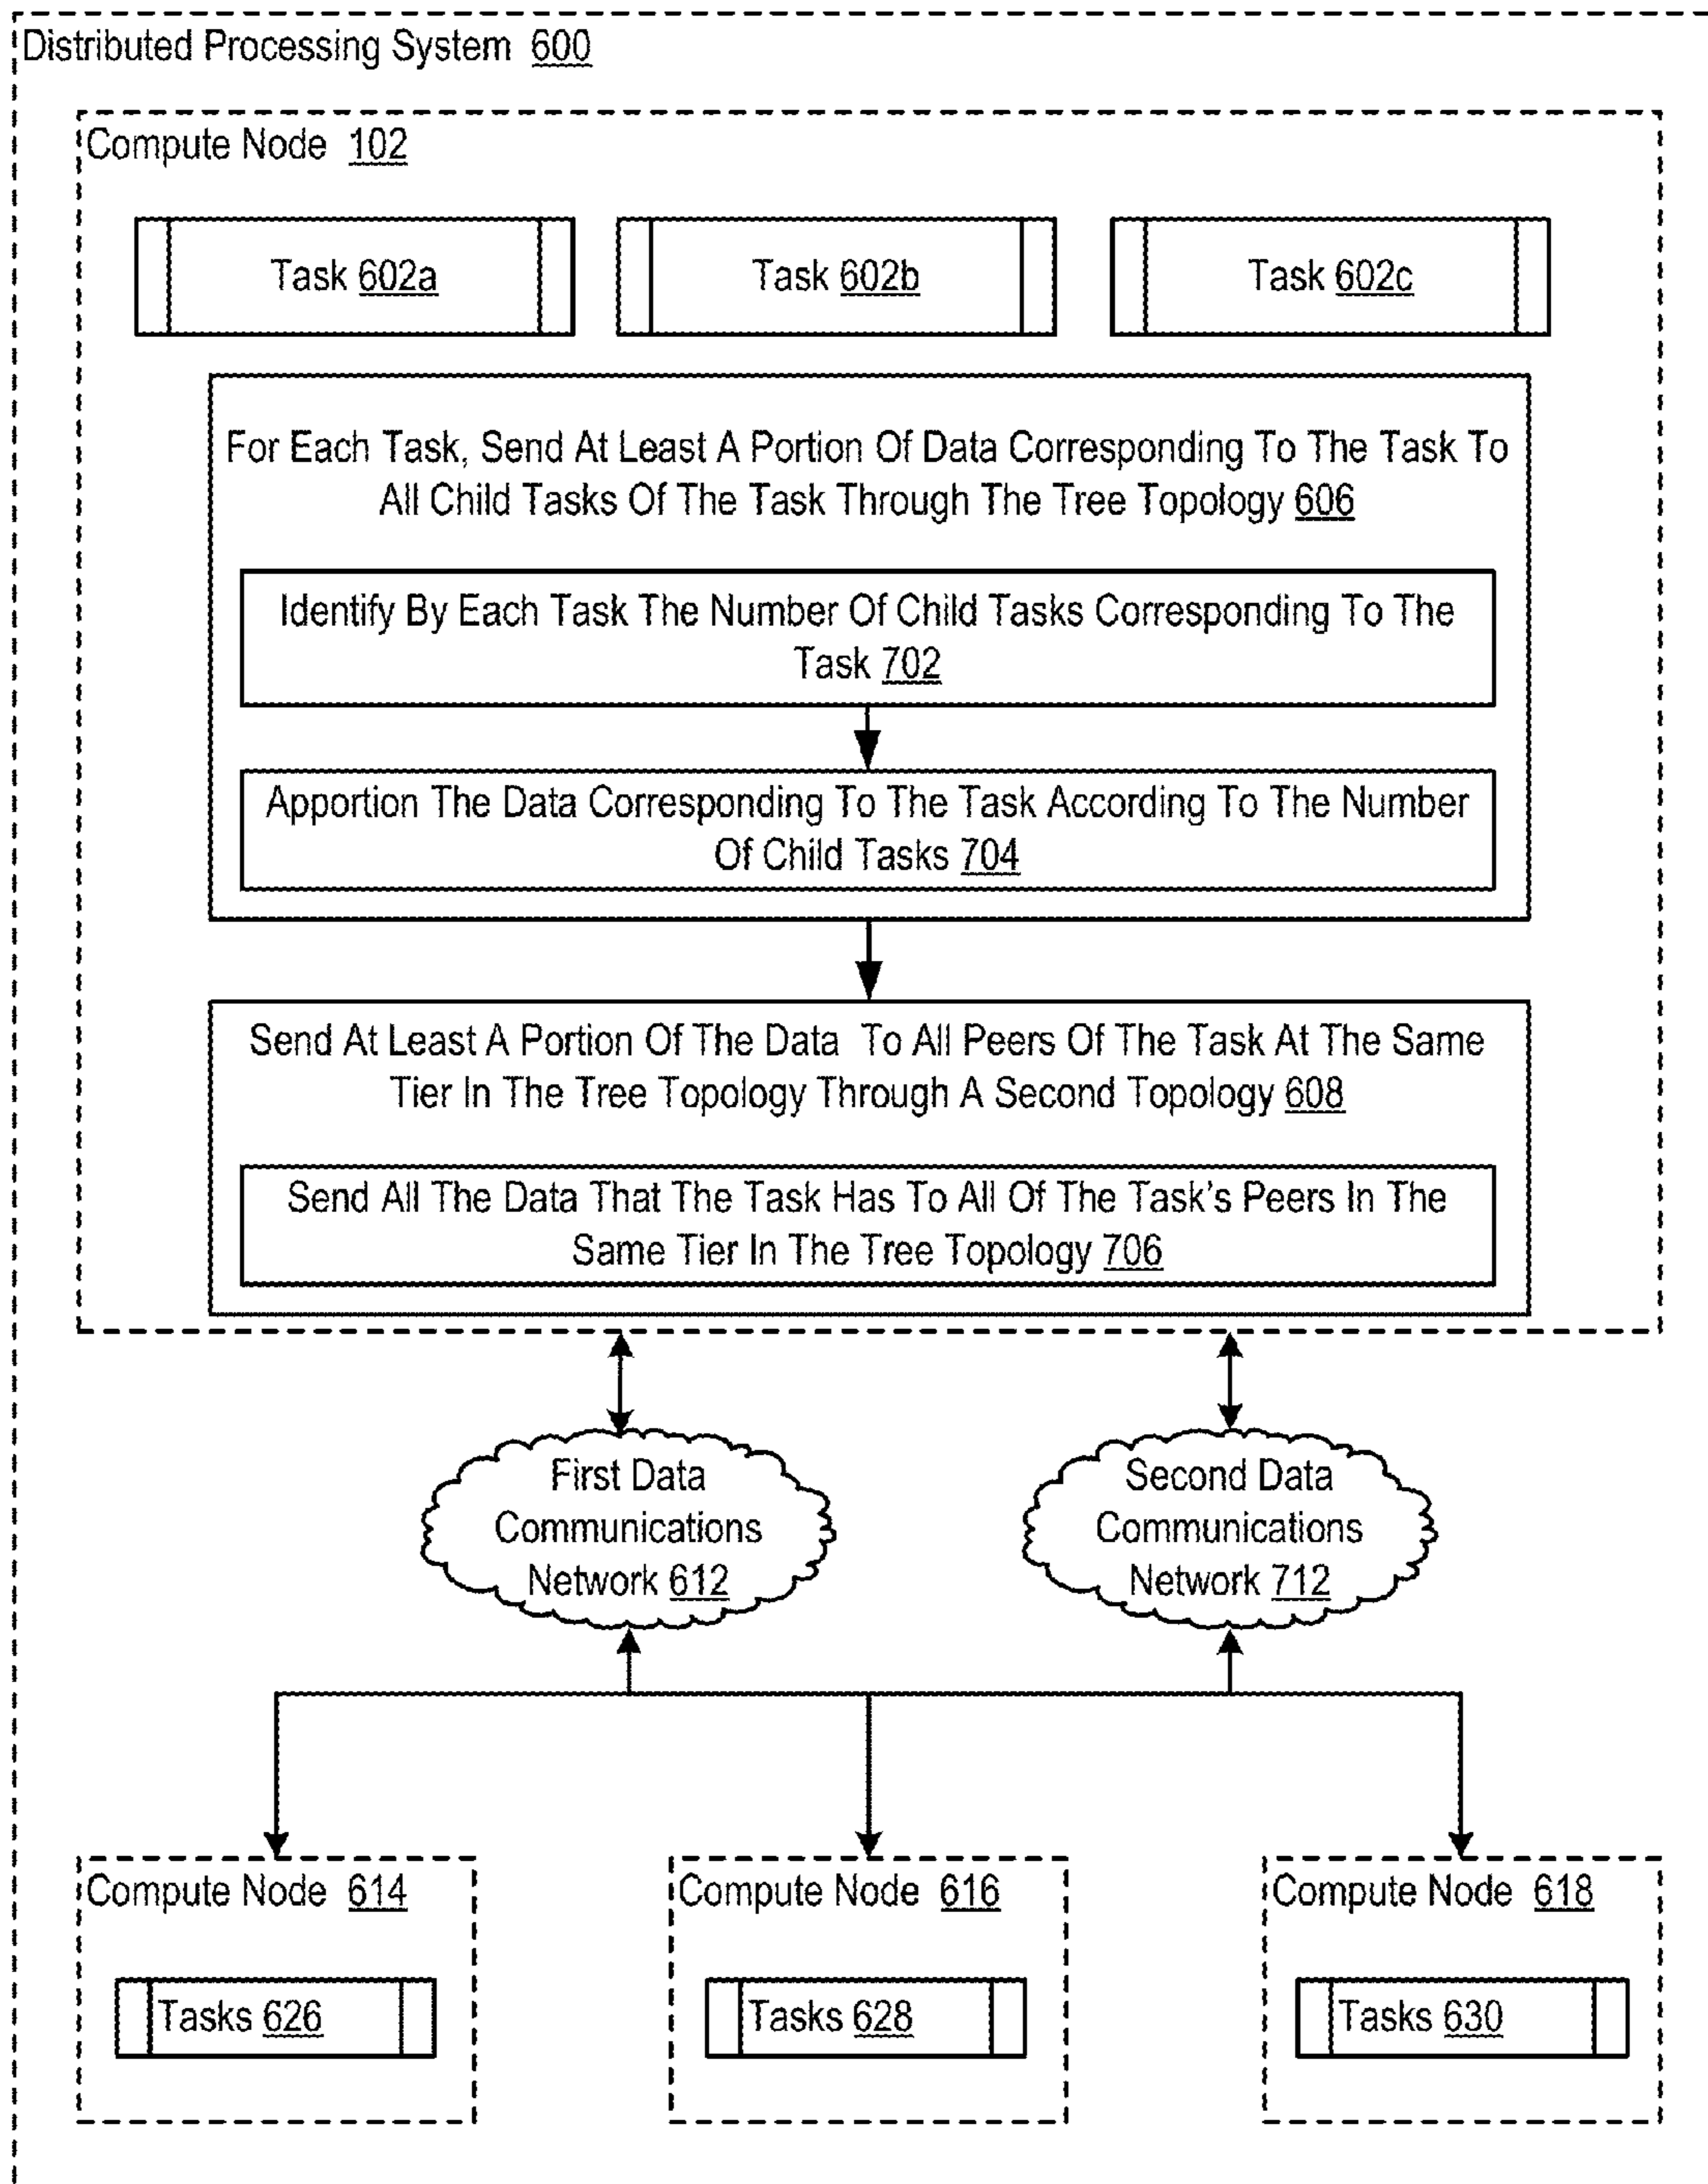 Distributed Processing System 600
Compute Node 102
Task 602a
Task 602b
Task 602c
For Each Task, Send At Least A Portion Of Data Corresponding To The Task To
All Child Tasks Of The Task Through The Tree Topology 606
Identify By Each Task The Number Of Child Tasks Corresponding To The
Task 702
Apportion The Data Corresponding To The Task According To The Number
Of Child Tasks 704
Send At Least A Portion Of The Data To All Peers Of The Task At The Same
Tier In The Tree Topology Through A Second Topology 608
Send All The Data That The Task Has To All Of The Task's Peers In The
Same Tier In The Tree Topology 706
First Data
Communications
Network 612
Second Data
Communications
Network 712
Compute Node 614
Compute Node 616
Compute Node 618
Tasks 626
Tasks 628
Tasks 630